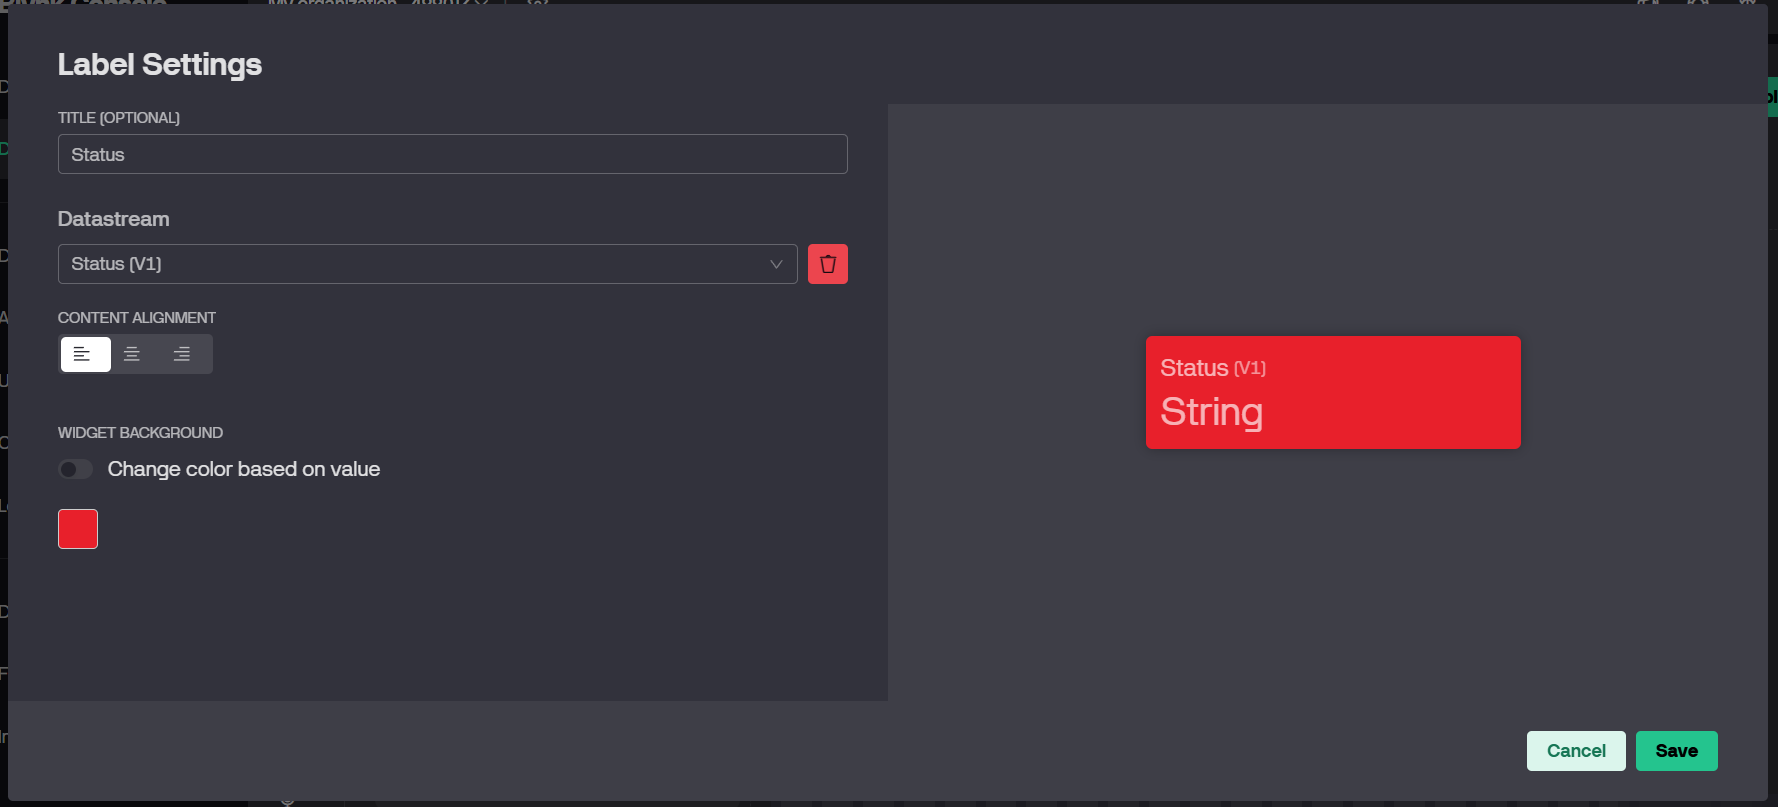 Label Settings
TITLE (OPTIONAL)
Status
Datastream
Status (V1)
CONTENT ALIGNMENT
WIDGET BACKGROUND
Change color based on value
Status (V1)
String
Cancel
Save